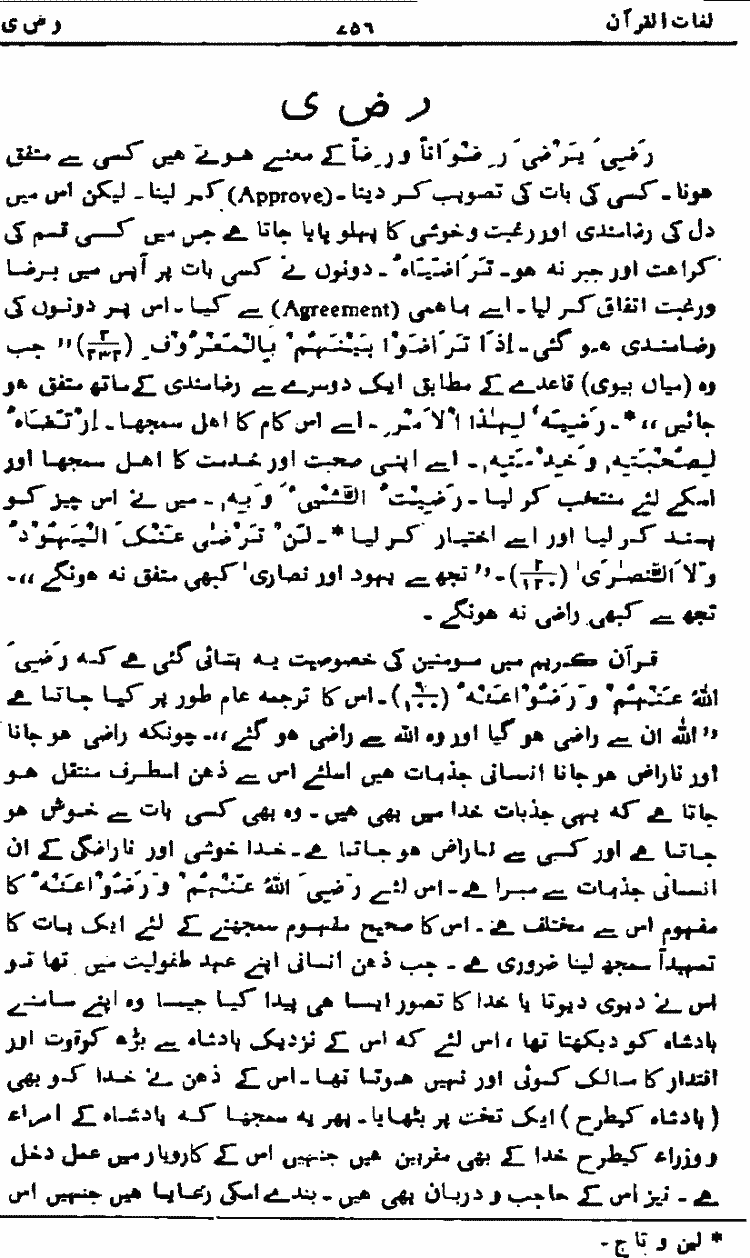 لغات القرآن ۷۵۶ ر ض ی
ر ض ی
رَضِیَ یَرْضٰی رِضْوَاناً و رِضاً کے معنے ہوتے ہیں کسی سے متفق
ہونا ۔ کسی کی بات کی تصویب کر دینا ۔ (Approve) کر لینا ۔ لیکن اس میں
دل کی رضامندی اور رغبت و خوشی کا پہلو پایا جاتا ہے جس میں کسی قسم کی
کراھت اور جبر نہ ہو ۔ تَرَاضَیَاہُ ۔ دونوں نے کسی بات پر آپس میں برضا
ورغبت اتفاق کر لیا ۔ اسے باہمی (Agreement) سے کیا ۔ اس پر دونوں کی
رضامندی ہو گئی ۔ اِذَا تَرَاضَوْا بَیْنَہُمْ بِالْمَعْرُوْفِ (۲/۲۳۲) ’’ جب
وہ (میاں بیوی) قاعدے کے مطابق ایک دوسرے سے رضامندی کے ساتھ متفق ہو
جائیں ‘‘ * ۔ رَضِیْتُہٗ لِہٰذَا الْاَمْرِ ۔ اسے اس کام کا اہل سمجھا ۔ اِرْتَضَاہُ
لِصُحْبَتِہٖ وَ خِدْمَتِہٖ ۔ اسے اپنی صحبت اور خدمت کا اہل سمجھا اور
اسکے لئے منتخب کر لیا ۔ رَضِیْتُ الشَّیْیَٔ وَ بِہٖ ۔ میں نے اس چیز کو
پسند کر لیا اور اسے اختیار کر لیا * ۔ لَنْ تَرْضٰی عَنْکَ الْیَہُوْدُ
وَلَا النَّصٰرٰی (۲/۱۲۰) ۔ ’’ تجھ سے یہود اور نصاریٰ کبھی متفق نہ ہونگے ‘‘ ۔
تجھ سے کبھی راضی نہ ہونگے ۔
قرآن کریم میں مومنین کی خصوصیت یہ بتائی گئی ہے کہ رَضِیَ
اللہُ عَنْہُمْ وَ رَضُوْا عَنْہُ (۹/۱۰۰) ۔ اس کا ترجمہ عام طور پر کیا جاتا ہے
’’ اللہ ان سے راضی ہو گیا اور وہ اللہ سے راضی ہو گئے ‘‘ ۔ چونکہ راضی ہو جانا
اور ناراض ہو جانا انسانی جذبات ہیں اسلئے اس سے ذہن اسطرف منتقل ہو
جاتا ہے کہ یہی جذبات خدا میں بھی ہیں ۔ وہ بھی کسی بات سے خوش ہو
جاتا ہے اور کسی سے ناراض ہو جاتا ہے ۔ خدا خوشی اور ناراضگی کے ان
انسانی جذبات سے مبرا ہے ۔ اس لئے رَضِیَ اللہُ عَنْہُمْ وَ رَضُوْا عَنْہُ کا
مفہوم اس سے مختلف ہے ۔ اس کا صحیح مفہوم سمجھنے کے لئے ایک بات کا
تمہیداً سمجھ لینا ضروری ہے ۔ جب ذہن انسانی اپنے عہد طفولیت میں تھا تو
اس نے دیوی دیوتا یا خدا کا تصور ایسا ہی پیدا کیا جیسا وہ اپنے سامنے
بادشاہ کو دیکھتا تھا ، اس لئے کہ اس کے نزدیک بادشاہ سے بڑھ کر قوت اور
اقتدار کا مالک کوئی اور نہیں ہوتا تھا ۔ اس کے ذہن نے خدا کو بھی
( بادشاہ کیطرح ) ایک تخت پر بٹھایا ۔ پھر یہ سمجھا کہ بادشاہ کے امراء
و وزراء کیطرح خدا کے بھی مقربین ہیں جنہیں اس کے کاروبار میں عمل دخل
ہے ۔ نیز اس کے حاجب و دربان بھی ہیں ۔ بندے اسکی رعایا ہیں جنہیں اس
* لین و تاج ۔